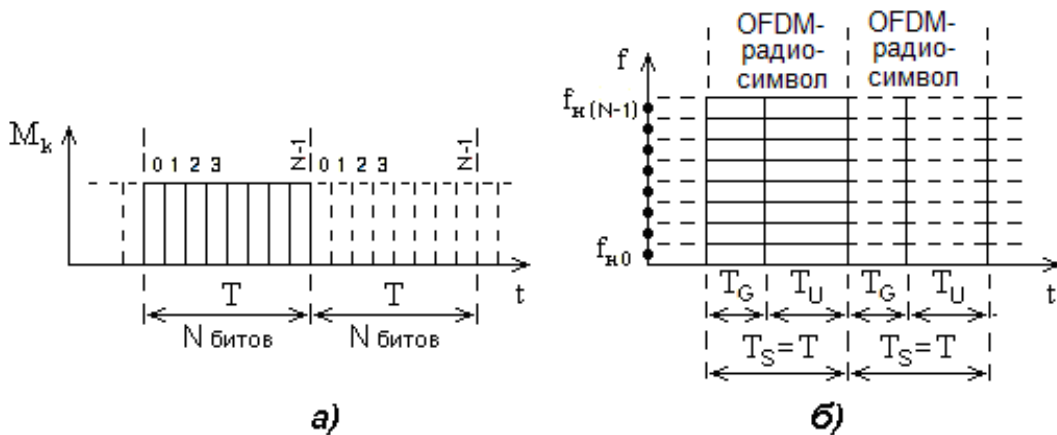 M_k
0 1 2 3 N-1 0 1 2 3 N-1
t
T T
N битов N битов
а)
OFDM- OFDM-
радио- радио-
символ символ
f
f_н(N-1)
f_н0
t
T_G T_U T_G T_U
T_S=T T_S=T
б)